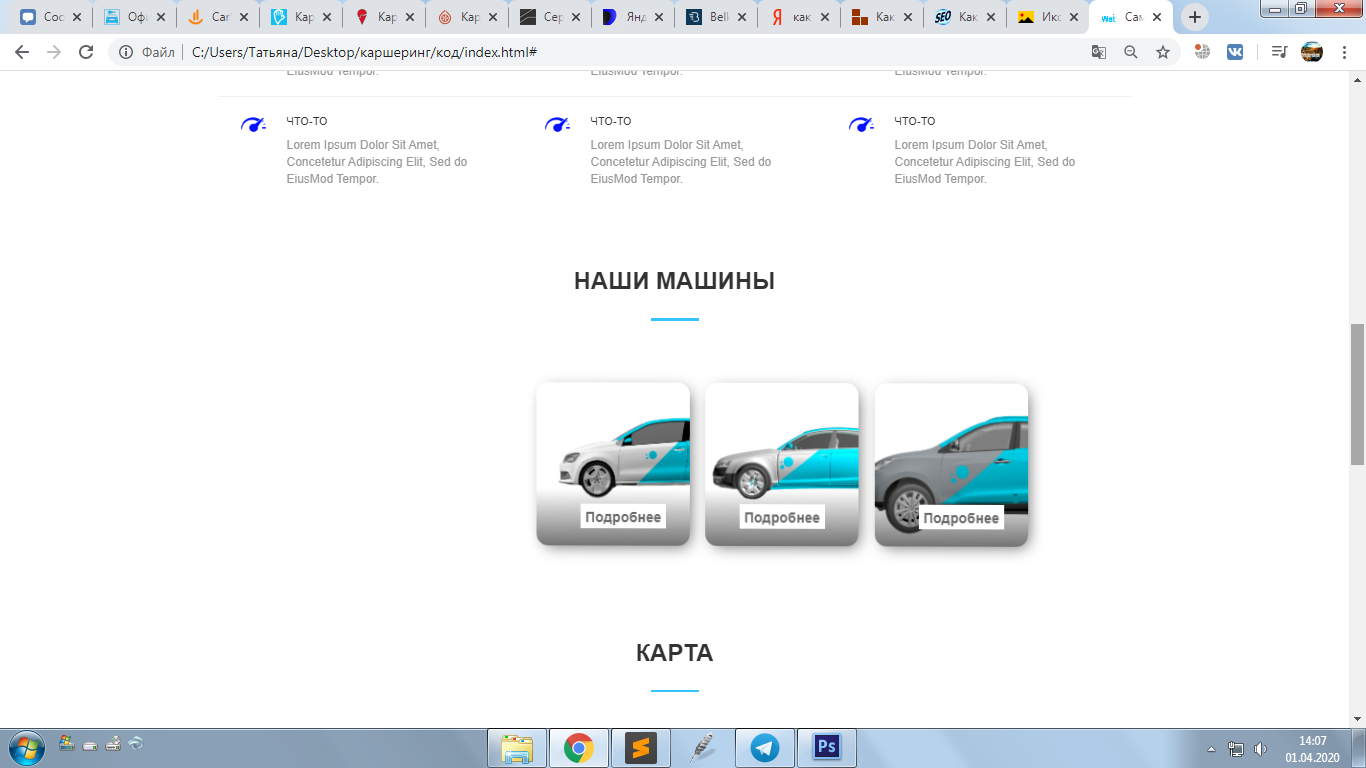 Сос
Офи
Car
Кар
Кар
Кар
Сер
Янд
Bell
как
Как
Как
Ико
Сам
Файл
C:/Users/Татьяна/Desktop/каршеринг/код/index.html#
EiusMod Tempor.
EiusMod Tempor.
EiusMod Tempor.
ЧТО-ТО
Lorem Ipsum Dolor Sit Amet,
Concetetur Adipiscing Elit, Sed do
EiusMod Tempor.
ЧТО-ТО
Lorem Ipsum Dolor Sit Amet,
Concetetur Adipiscing Elit, Sed do
EiusMod Tempor.
ЧТО-ТО
Lorem Ipsum Dolor Sit Amet,
Concetetur Adipiscing Elit, Sed do
EiusMod Tempor.
НАШИ МАШИНЫ
Подробнее
Подробнее
Подробнее
КАРТА
Ps
14:07
01.04.2020